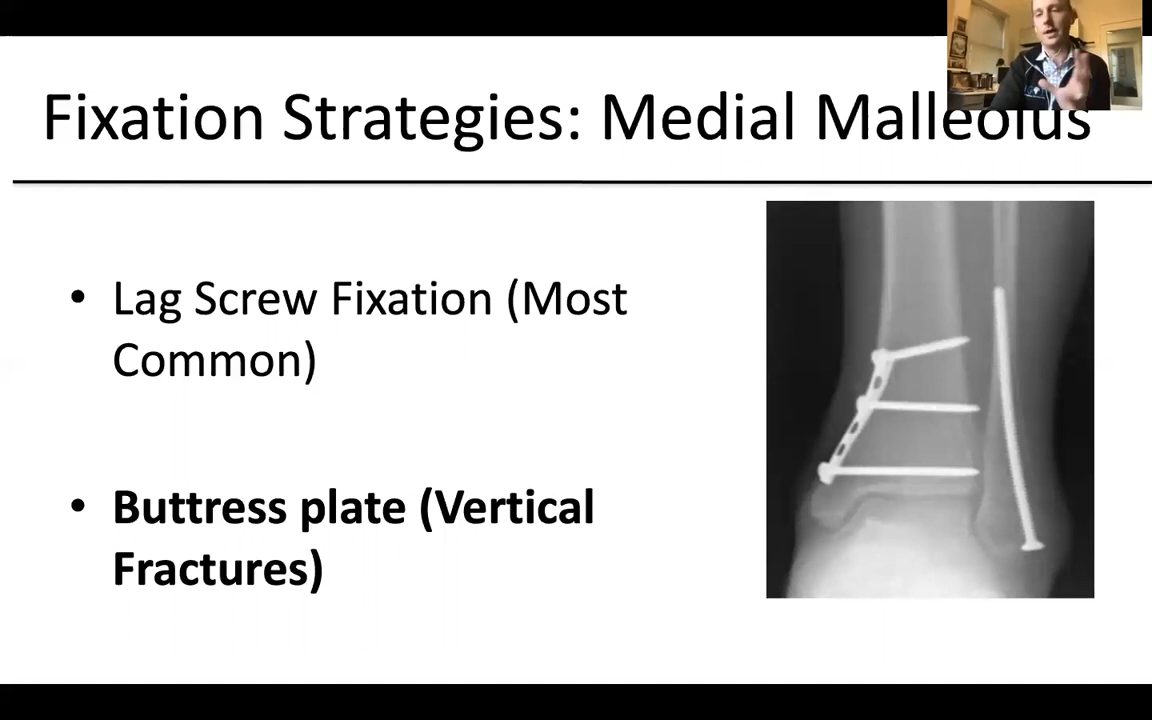 Fixation Strategies: Medial Malleolus
• Lag Screw Fixation (Most
Common)
• Buttress plate (Vertical
Fractures)